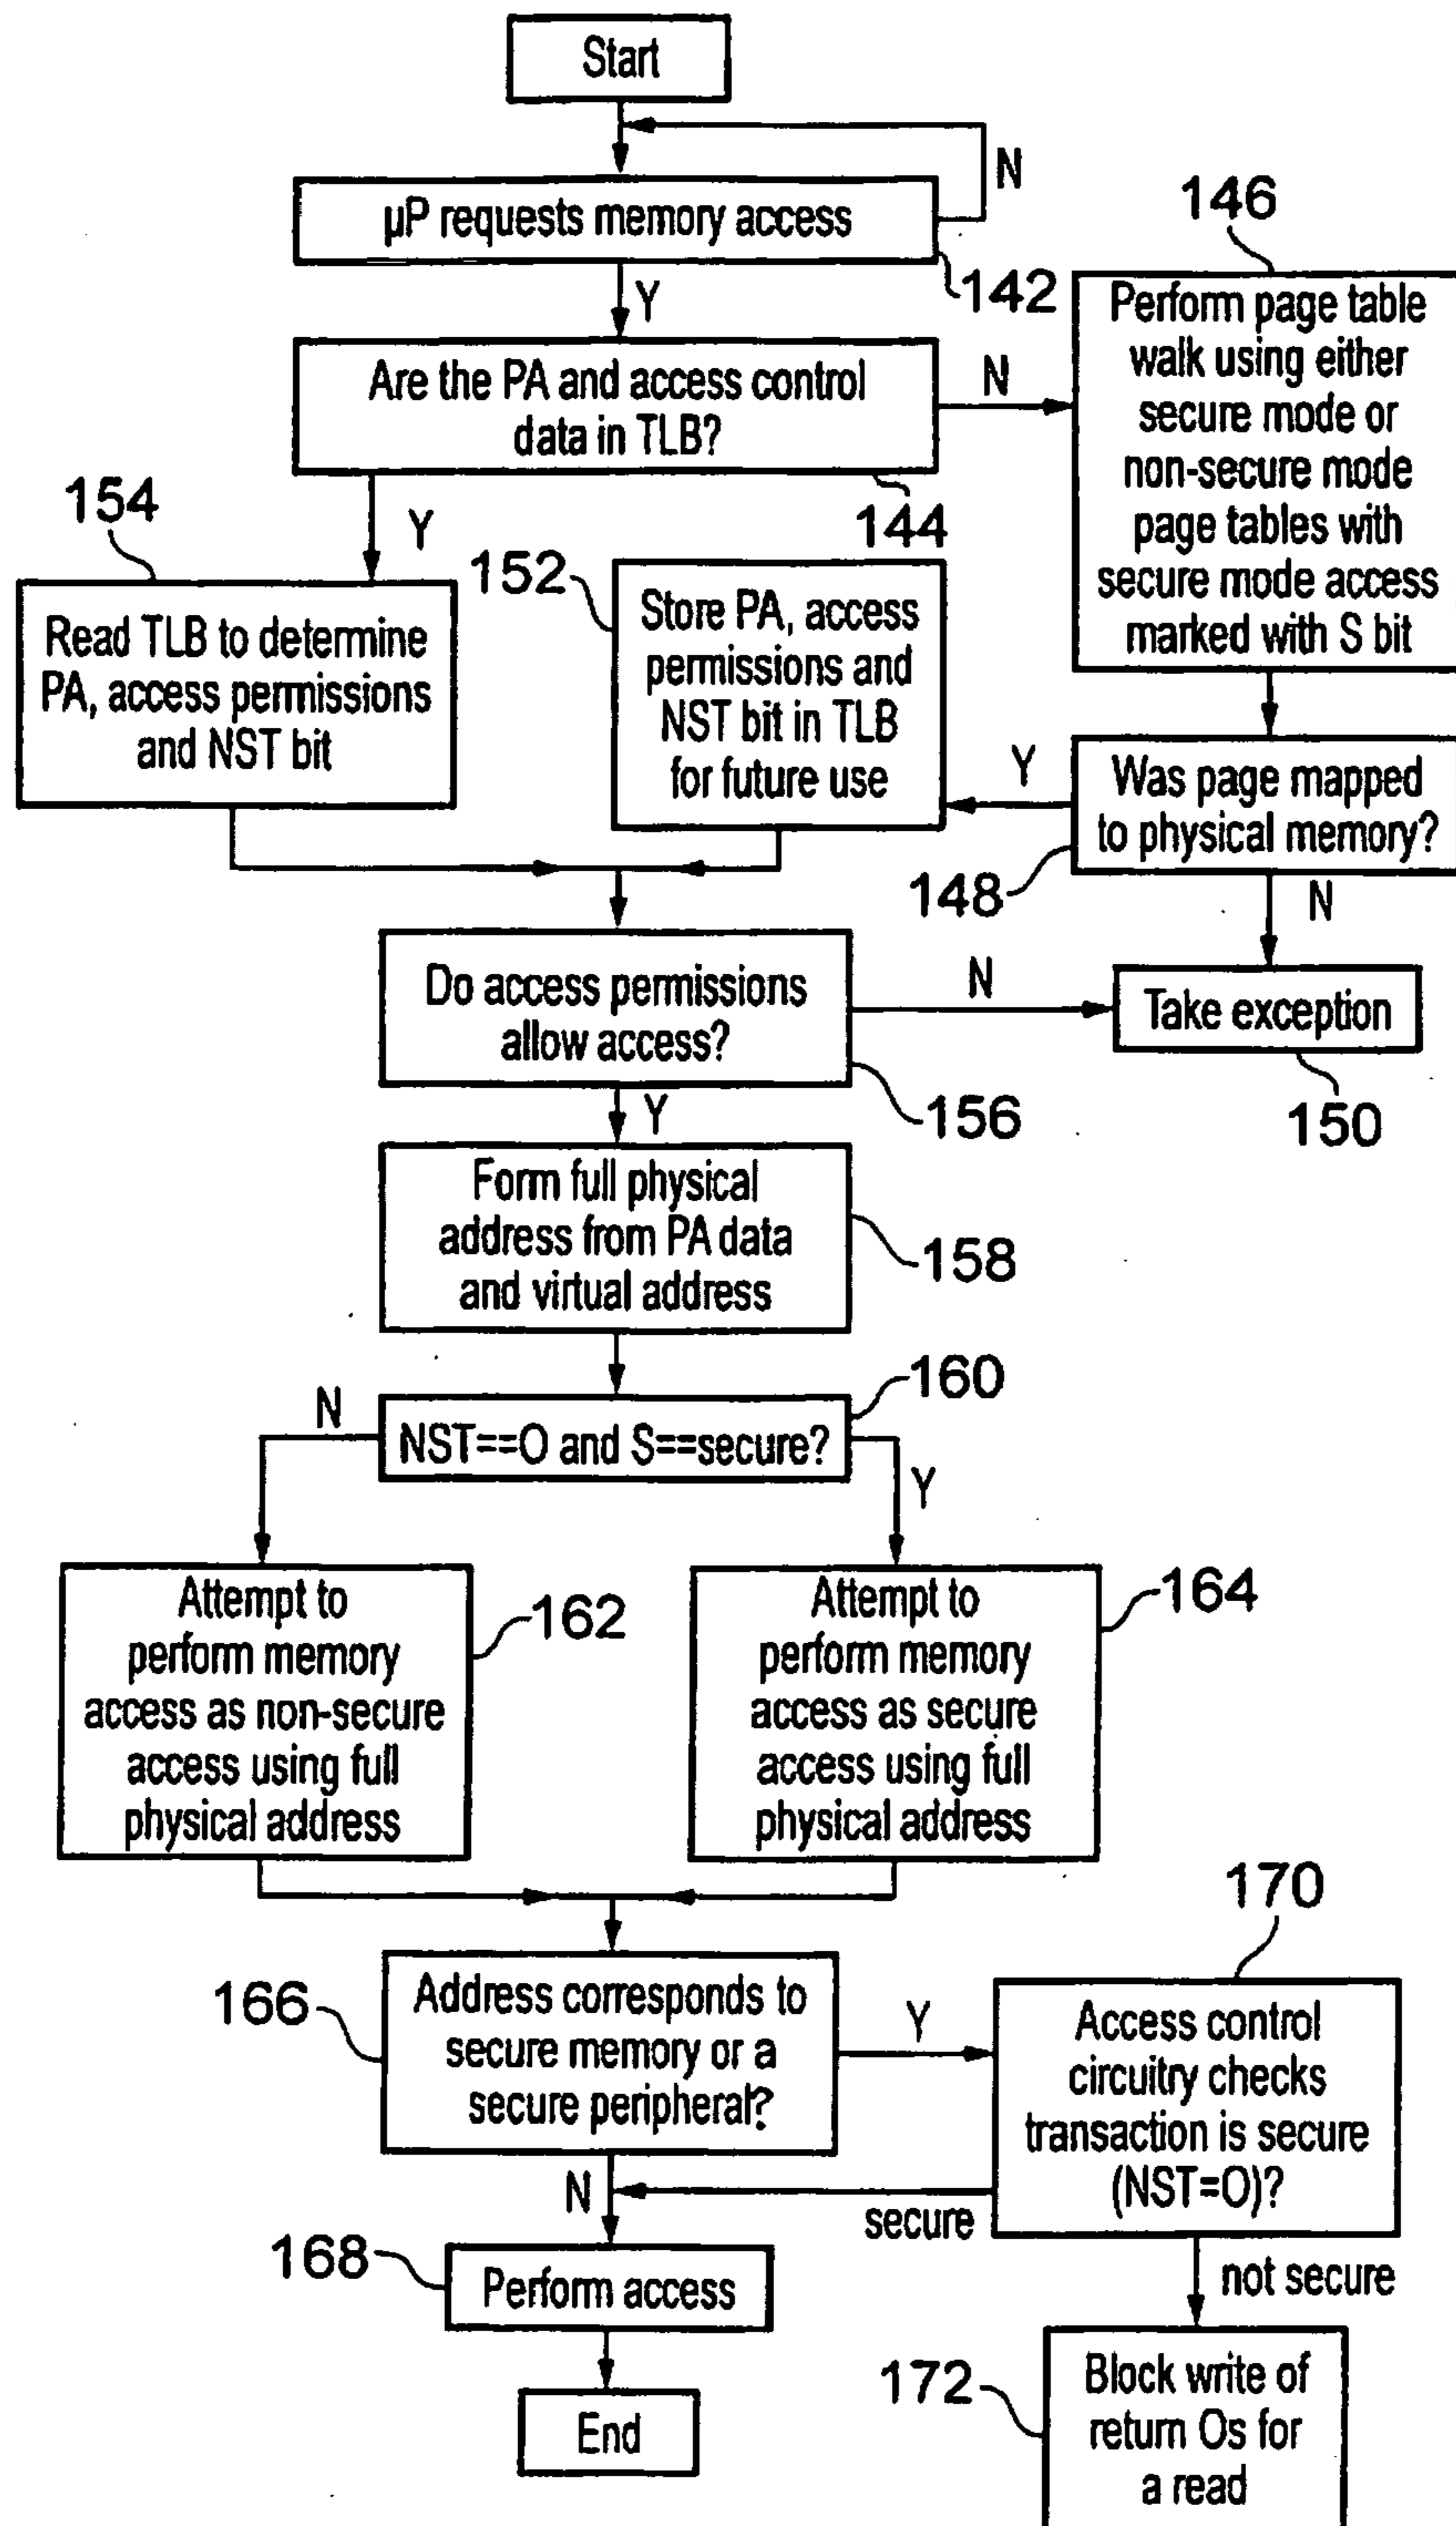 Start
N
µP requests memory access
142
Y
146
Perform page table
walk using either
secure mode or
non-secure mode
page tables with
secure mode access
marked with S bit
Are the PA and access control
data in TLB?
N
144
154
Y
Read TLB to determine
PA, access permissions
and NST bit
152
Store PA, access
permissions and
NST bit in TLB
for future use
Y
Was page mapped
to physical memory?
148
N
Do access permissions
allow access?
N
Take exception
156
150
Y
Form full physical
address from PA data
and virtual address
158
160
N
NST==O and S==secure?
Y
Attempt to
perform memory
access as non-secure
access using full
physical address
162
Attempt to
perform memory
access as secure
access using full
physical address
164
166
Address corresponds to
secure memory or a
secure peripheral?
Y
170
Access control
circuitry checks
transaction is secure
(NST=O)?
N
secure
168
Perform access
not secure
End
172
Block write of
return Os for
a read